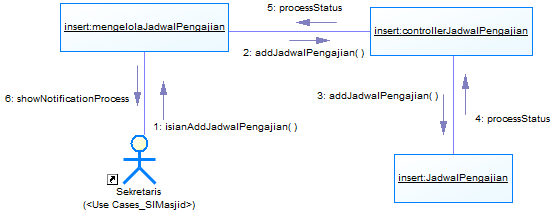 5: processStatus
insert:mengelolaJadwalPengajian
insert:controllerJadwalPengajian
2: addJadwalPengajian( )
6: showNotificationProcess
3: addJadwalPengajian( )
4: processStatus
1: isianAddJadwalPengajian( )
insert:JadwalPengajian
Sekretaris
(<Use Cases_SIMasjid>)